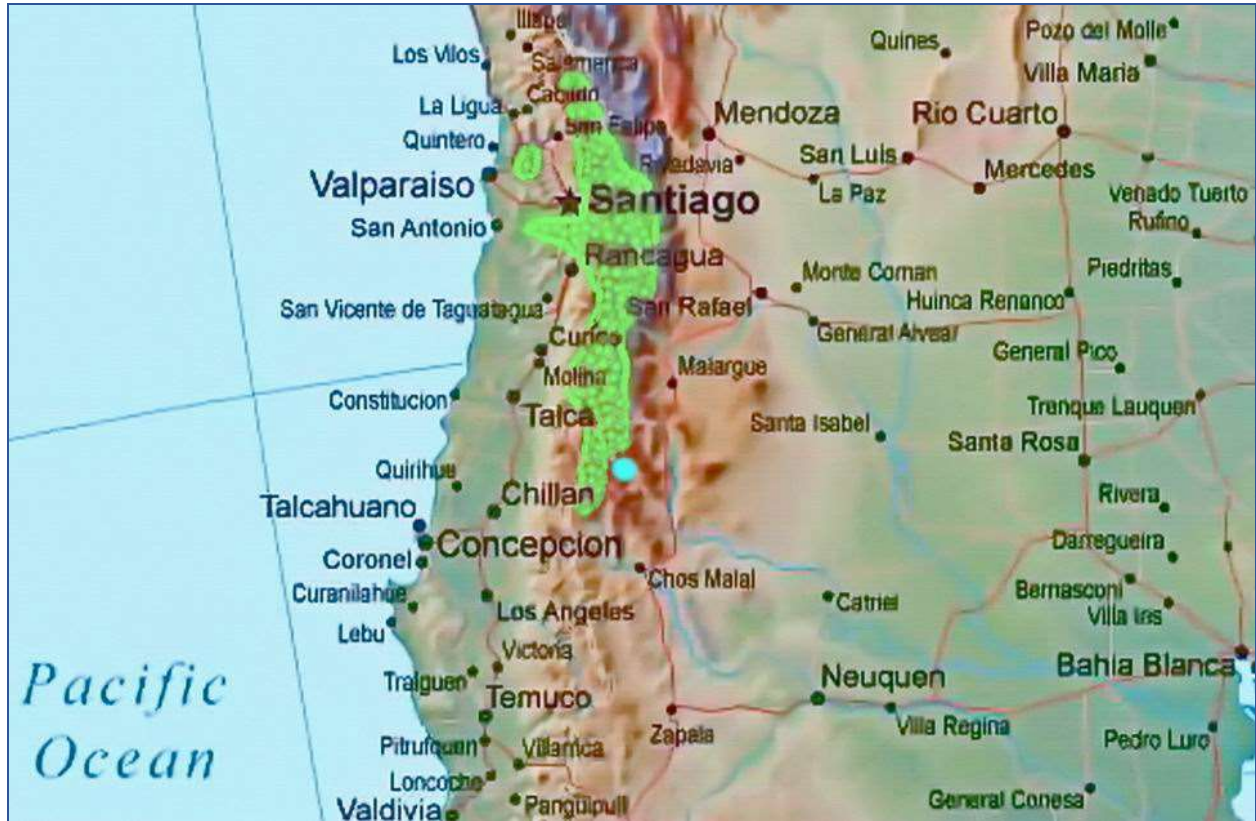 Illapel
Los Vilos
Salamanca
Quines
Pozo del Molle
Villa Maria
La Ligua
Cabildo
Mendoza
Rio Cuarto
Quintero
San Felipe
Rivadavia
San Luis
Mercedes
Valparaiso
La Paz
Santiago
Venado Tuerto
San Antonio
Rufino
Rancagua
Monte Coman
Piedritas
San Vicente de Taguatagua
San Rafael
Huinca Renanco
General Alvear
Curico
General Pico
Molina
Malargue
Constitucion
Talca
Tranque Lauquen
Santa Isabel
Santa Rosa
Quirihue
Chillan
Rivera
Talcahuano
Concepcion
Darregueira
Coronel
Chos Malal
Bernasconi
Curanilahue
Catriel
Los Angeles
Villa Iris
Lebu
Victoria
Bahia Blanca
Pacific
Traiguen
Neuquen
Temuco
Villa Regina
Ocean
Pitrufquen
Villarrica
Zapala
Pedro Luro
Loncoche
Valdivia
Panguipulli
General Conesa